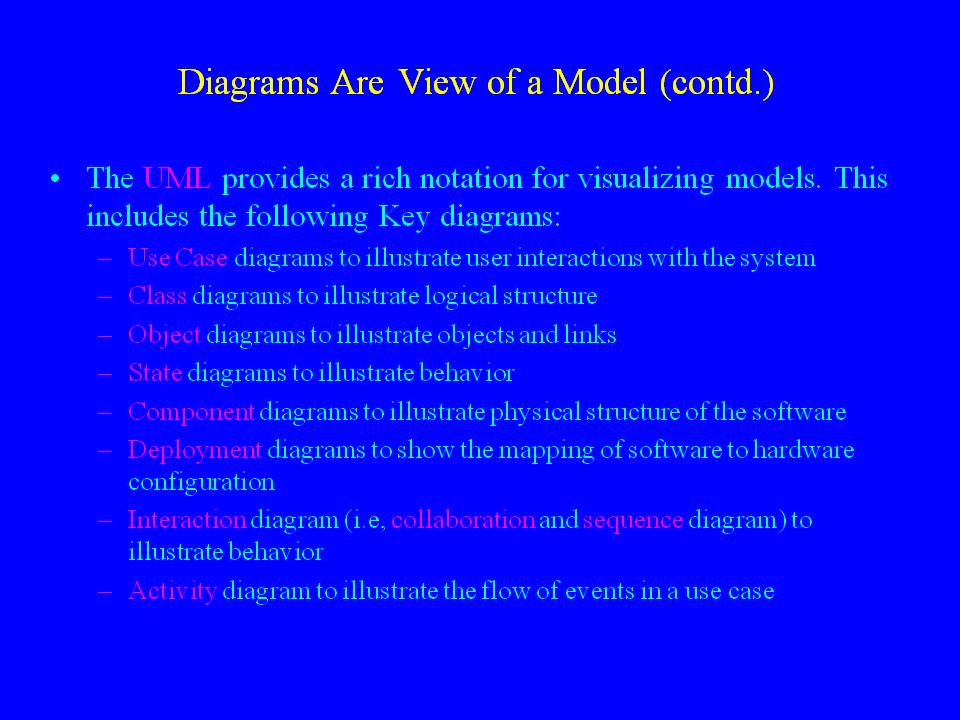 Diagrams Are View of a Model (contd.)
• The UML provides a rich notation for visualizing models. This
includes the following Key diagrams:
– Use Case diagrams to illustrate user interactions with the system
– Class diagrams to illustrate logical structure
– Object diagrams to illustrate objects and links
– State diagrams to illustrate behavior
– Component diagrams to illustrate physical structure of the software
– Deployment diagrams to show the mapping of software to hardware
configuration
– Interaction diagram (i.e, collaboration and sequence diagram) to
illustrate behavior
– Activity diagram to illustrate the flow of events in a use case